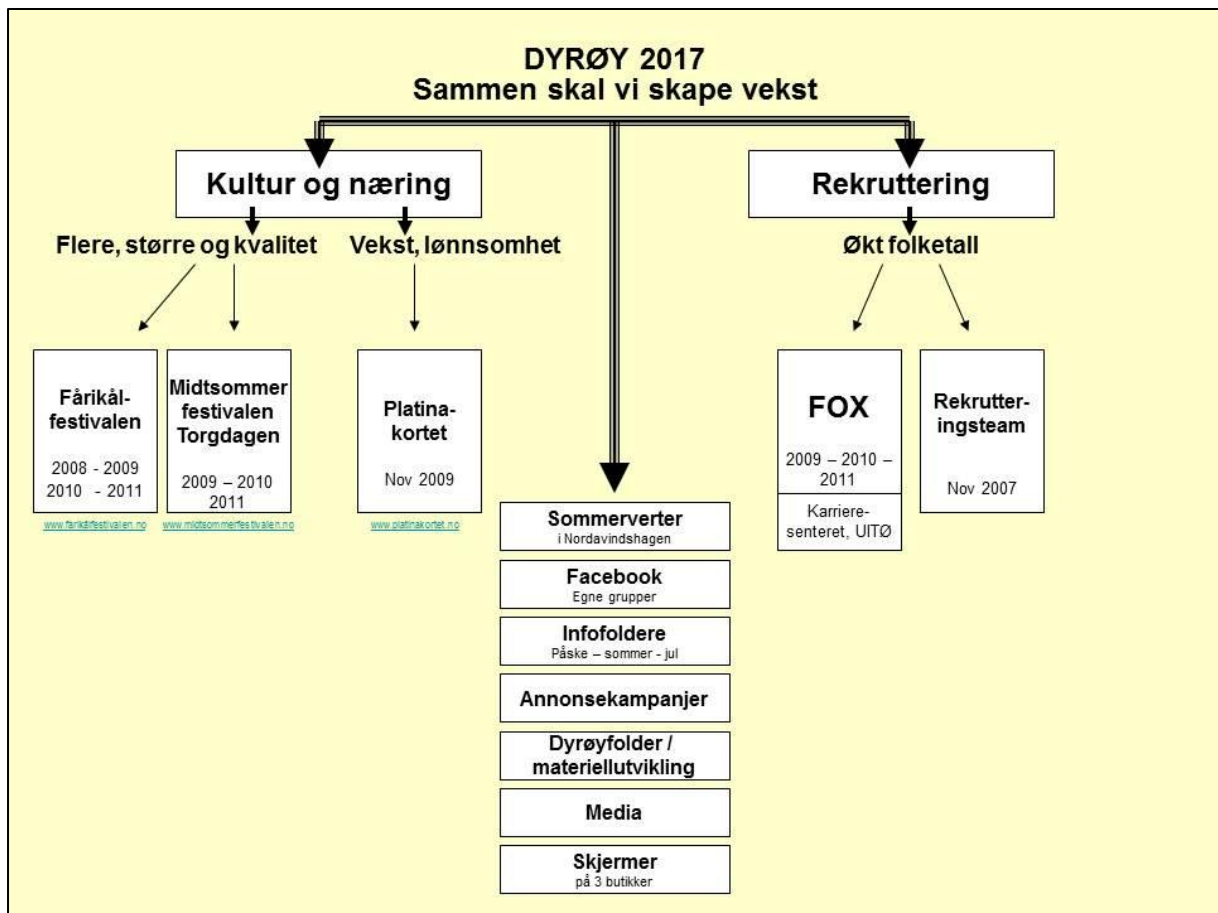 DYRØY 2017
Sammen skal vi skape vekst
Kultur og næring
Rekruttering
Flere, større og kvalitet
Vekst, lønnsomhet
Økt folketall
Fårikål-
festivalen
2008 - 2009
2010 - 2011
www.farikålfestivalen.no
Midtsommer
festivalen
Torgdagen
2009 – 2010
2011
www.midtsommerfestivalen.no
Platina-
kortet
Nov 2009
www.platinakortet.no
FOX
2009 – 2010 –
2011
Karriere-
senteret, UITØ
Rekrutter-
ingsteam
Nov 2007
Sommerverter
i Nordavindshagen
Facebook
Egne grupper
Infofoldere
Påske – sommer - jul
Annonsekampanjer
Dyrøyfolder /
materiellutvikling
Media
Skjermer
på 3 butikker